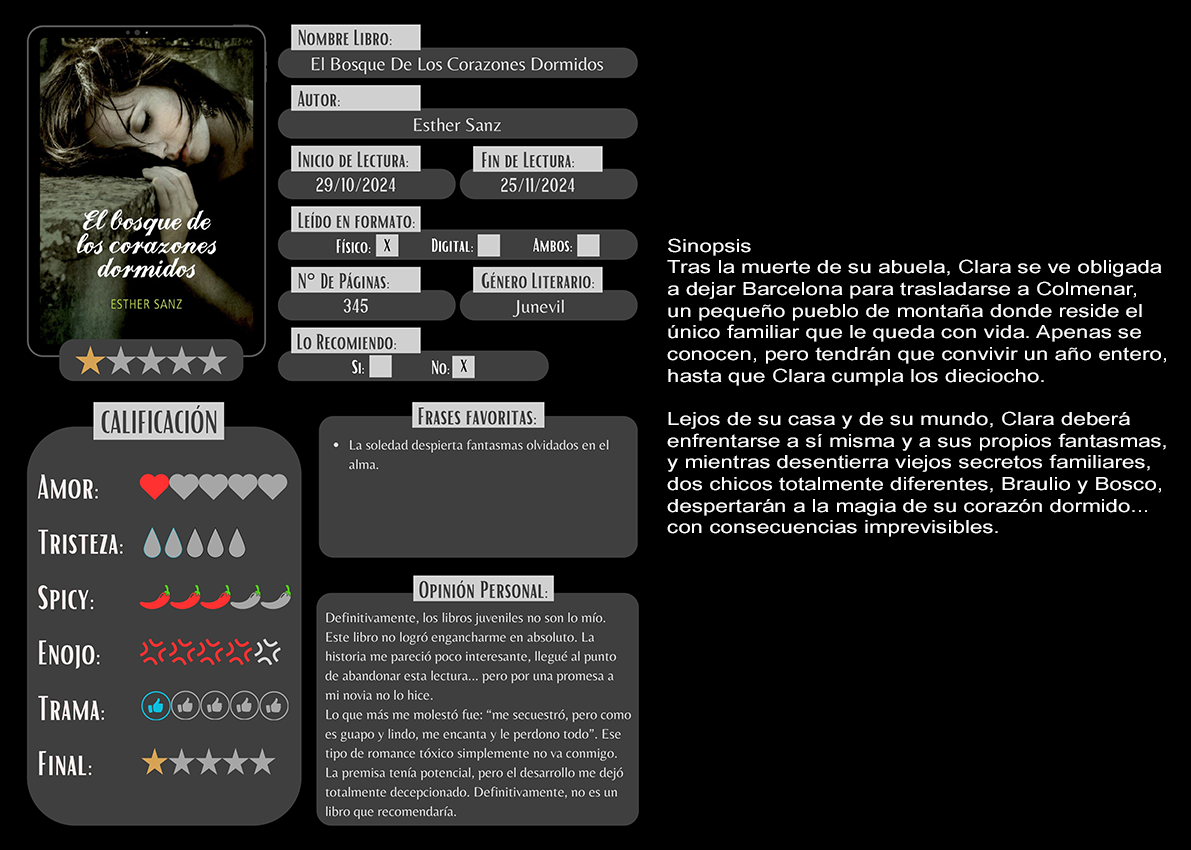 El bosque de
los corazones
dormidos
ESTHER SANZ
NOMBRE LIBRO:
El Bosque De Los Corazones Dormidos
AUTOR:
Esther Sanz
INICIO DE LECTURA:
29/10/2024
FIN DE LECTURA:
25/11/2024
LEÍDO EN FORMATO:
FÍSICO: X DIGITAL: AMBOS:
Nº DE PÁGINAS:
345
GÉNERO LITERARIO:
Junevil
LO RECOMIENDO:
SI: NO: X
CALIFICACIÓN
AMOR:
TRISTEZA:
SPICY:
ENOJO:
TRAMA:
FINAL:
FRASES FAVORITAS:
• La soledad despierta fantasmas olvidados en el
alma.
OPINIÓN PERSONAL:
Definitivamente, los libros juveniles no son lo mío.
Este libro no logró engancharme en absoluto. La
historia me pareció poco interesante, llegué al punto
de abandonar esta lectura... pero por una promesa a
mi novia no lo hice.
Lo que más me molestó fue: “me secuestró, pero como
es guapo y lindo, me encanta y le perdono todo”. Ese
tipo de romance tóxico simplemente no va conmigo.
La premisa tenía potencial, pero el desarrollo me dejó
totalmente decepcionado. Definitivamente, no es un
libro que recomendaría.
Sinopsis
Tras la muerte de su abuela, Clara se ve obligada
a dejar Barcelona para trasladarse a Colmenar,
un pequeño pueblo de montaña donde reside el
único familiar que le queda con vida. Apenas se
conocen, pero tendrán que convivir un año entero,
hasta que Clara cumpla los dieciocho.
Lejos de su casa y de su mundo, Clara deberá
enfrentarse a sí misma y a sus propios fantasmas,
y mientras desentierra viejos secretos familiares,
dos chicos totalmente diferentes, Braulio y Bosco,
despertarán a la magia de su corazón dormido...
con consecuencias imprevisibles.